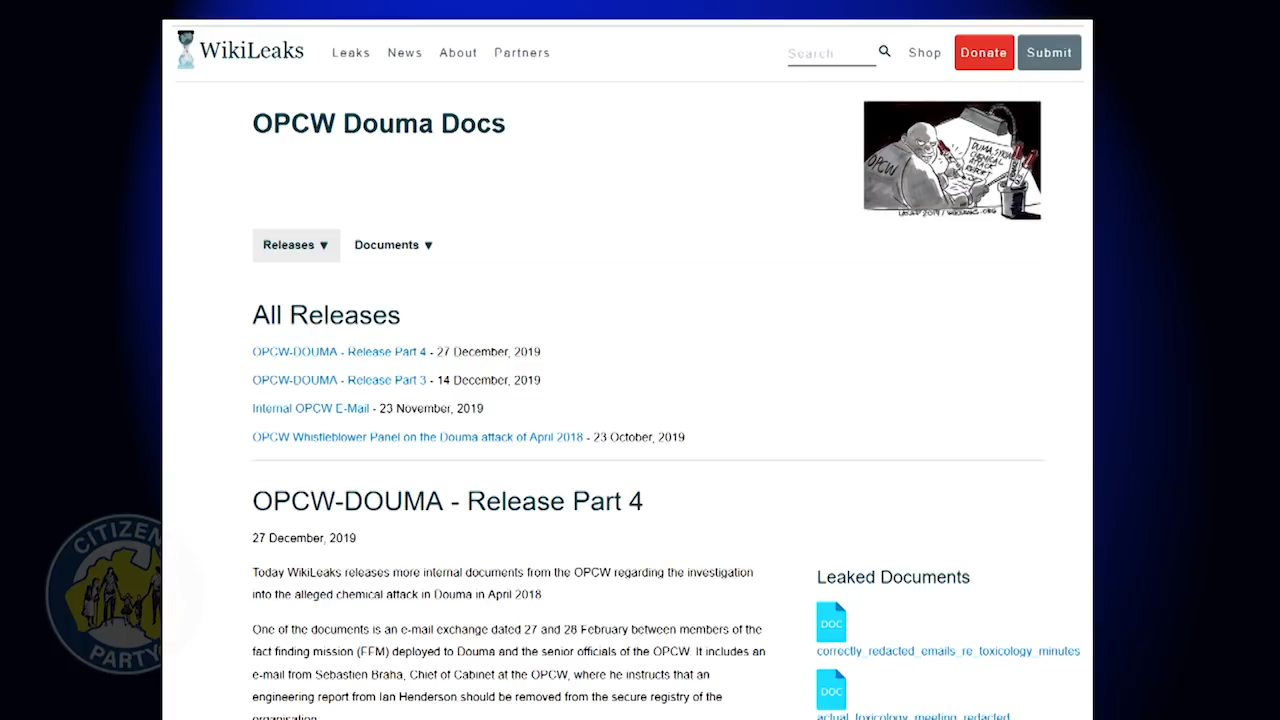 WikiLeaks
Leaks News About Partners
Search
Shop
Donate
Submit
OPCW Douma Docs
OPCW
DUMA SYRIA
CHEMICAL
ATTACK
REPORT
Releases ▼ Documents ▼
All Releases
OPCW-DOUMA - Release Part 4 - 27 December, 2019
OPCW-DOUMA - Release Part 3 - 14 December, 2019
Internal OPCW E-Mail - 23 November, 2019
OPCW Whistleblower Panel on the Douma attack of April 2018 - 23 October, 2019
OPCW-DOUMA - Release Part 4
27 December, 2019
Today WikiLeaks releases more internal documents from the OPCW regarding the investigation
into the alleged chemical attack in Douma in April 2018
One of the documents is an e-mail exchange dated 27 and 28 February between members of the
fact finding mission (FFM) deployed to Douma and the senior officials of the OPCW. It includes an
e-mail from Sebastien Braha, Chief of Cabinet at the OPCW, where he instructs that an
engineering report from Ian Henderson should be removed from the secure registry of the
organisation
Leaked Documents
DOC
correctly_redacted_emails_re_toxicology_minutes
DOC
actual_toxicology_meeting_redacted
CITIZEN
PARTY